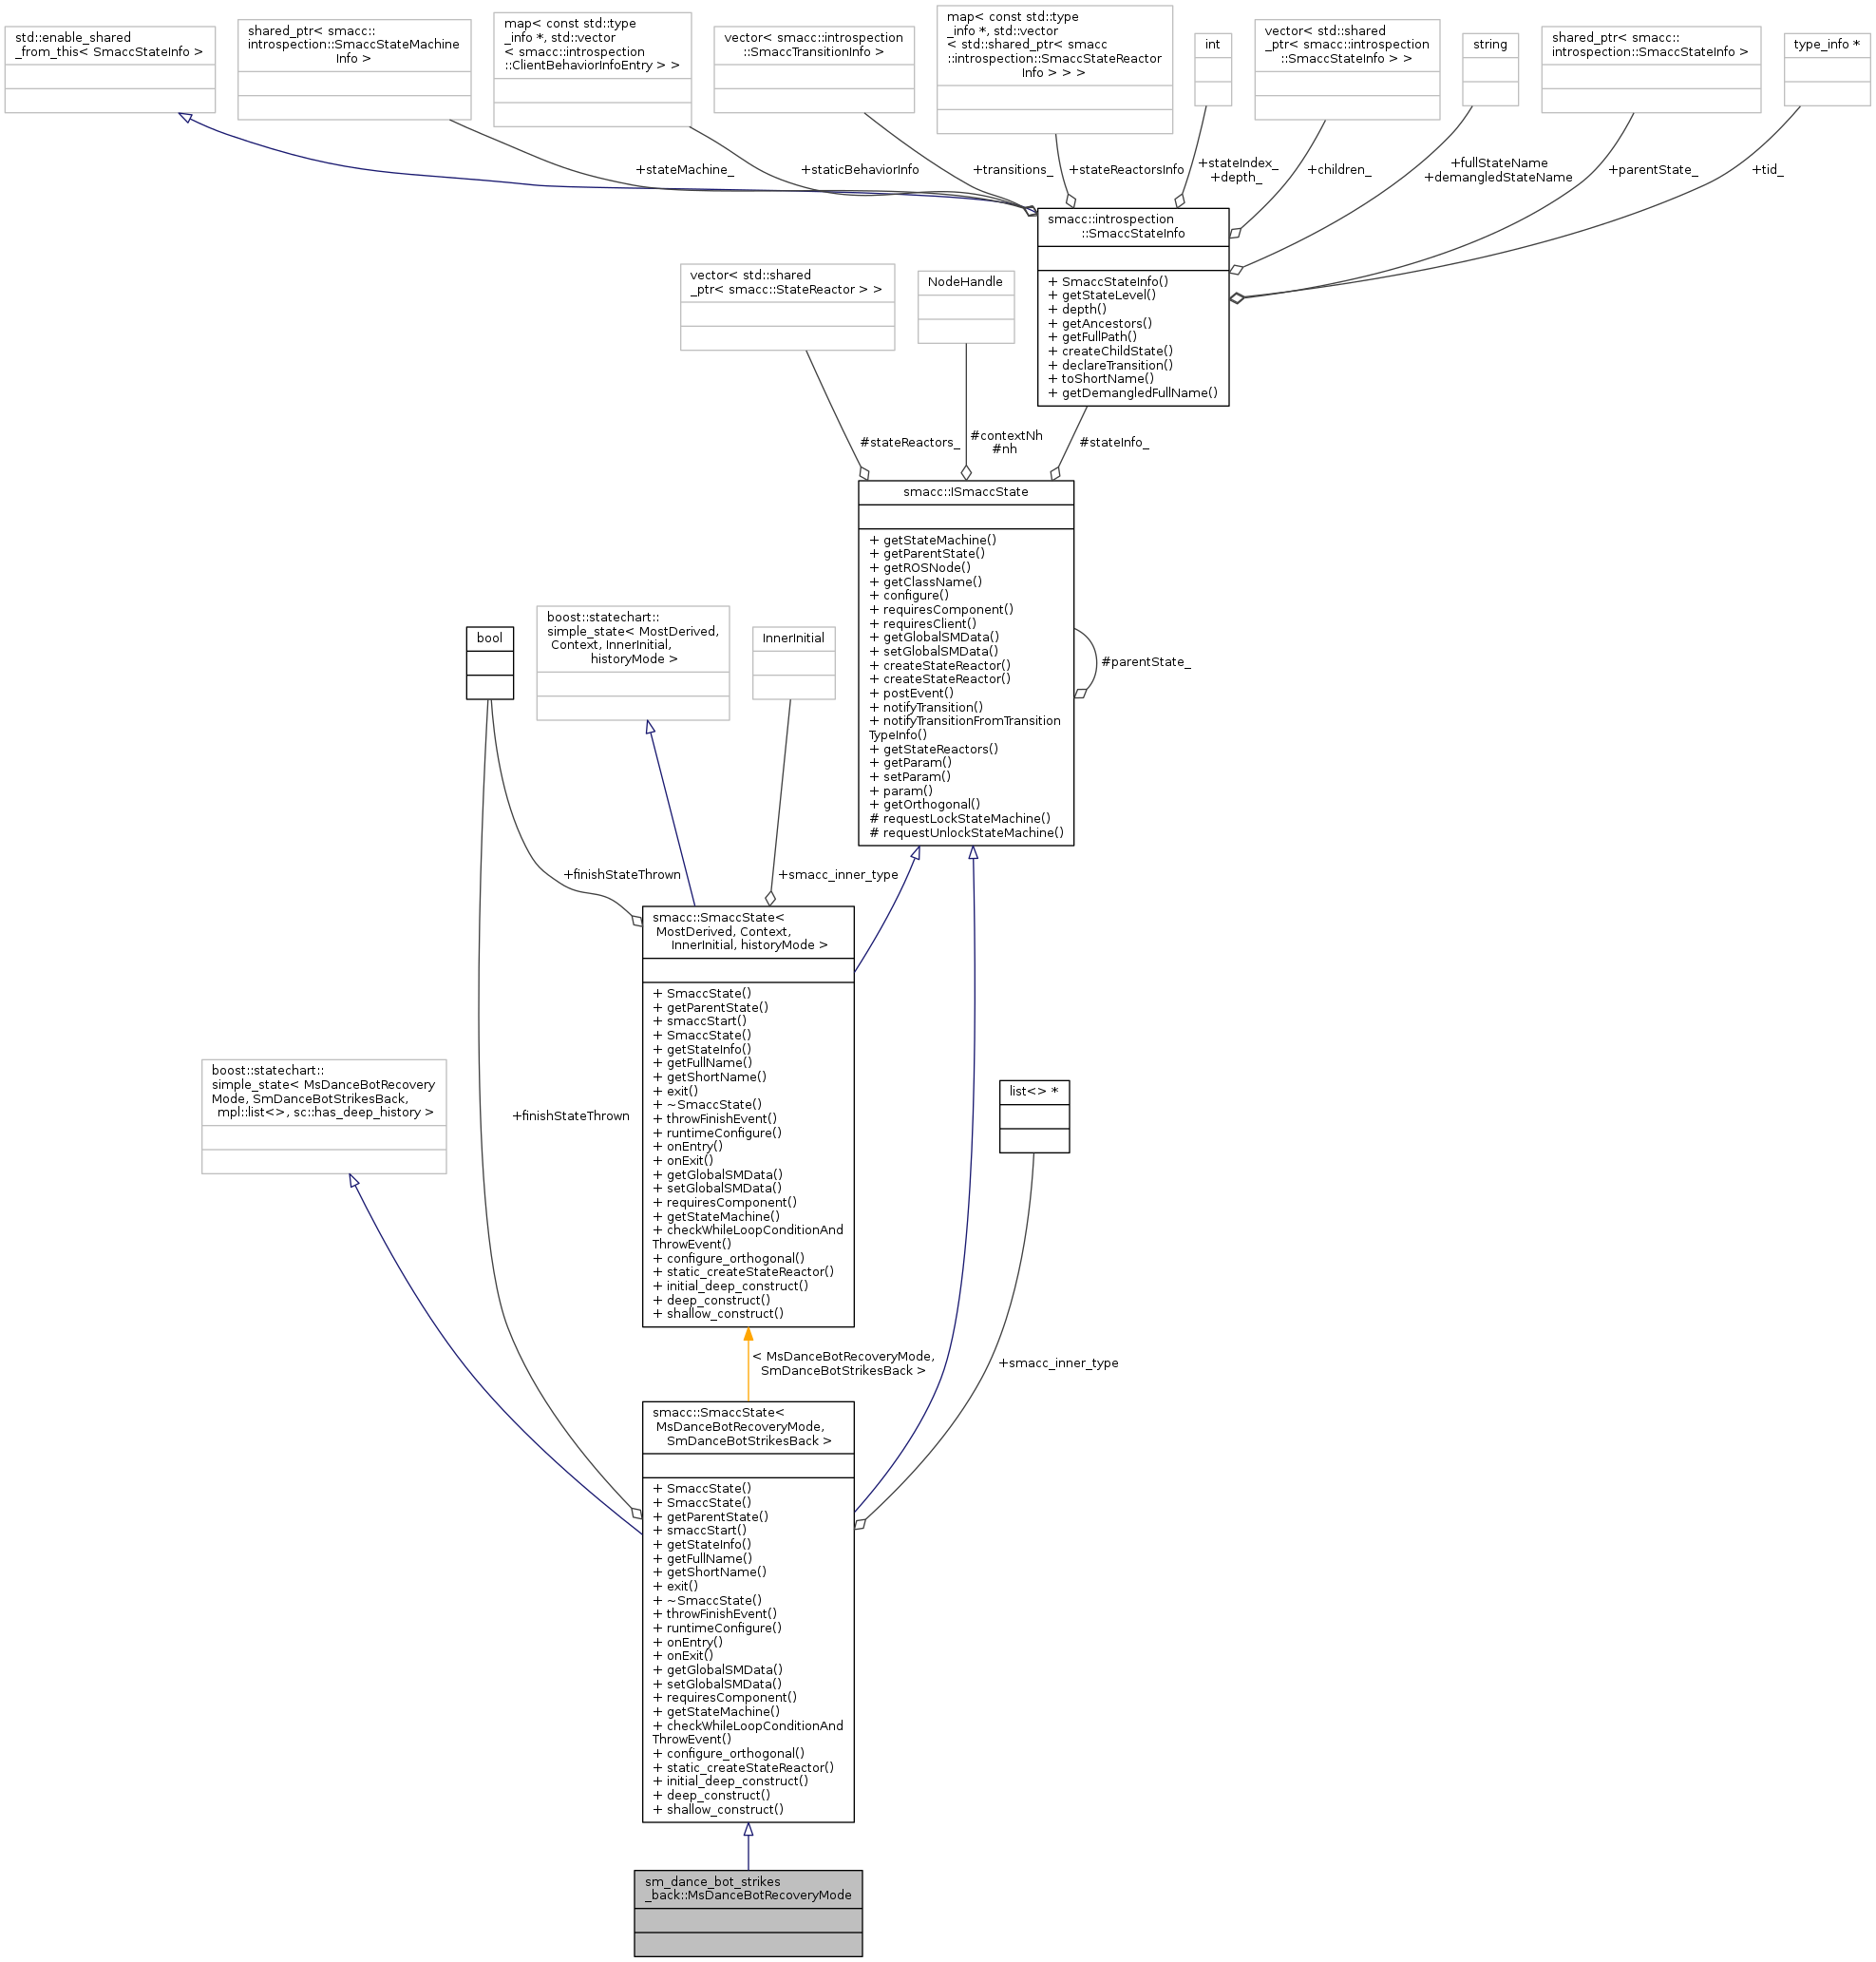 std::enable_shared
_from_this< SmaccStateInfo >
shared_ptr< smacc::
introspection::SmaccStateMachine
Info >
map< const std::type
_info *, std::vector
< smacc::introspection
::ClientBehaviorInfoEntry > >
vector< smacc::introspection
::SmaccTransitionInfo >
map< const std::type
_info *, std::vector
< std::shared_ptr< smacc
::introspection::SmaccStateReactor
Info > > >
int
vector< std::shared
_ptr< smacc::introspection
::SmaccStateInfo > >
string
shared_ptr< smacc::
introspection::SmaccStateInfo >
type_info *
+stateMachine_
+staticBehaviorInfo
+transitions_
+stateReactorsInfo
+stateIndex_
+depth_
+children_
+fullStateName
+demangledStateName
+parentState_
+tid_
smacc::introspection
::SmaccStateInfo
+ SmaccStateInfo()
+ getStateLevel()
+ depth()
+ getAncestors()
+ getFullPath()
+ createChildState()
+ declareTransition()
+ toShortName()
+ getDemangledFullName()
vector< std::shared
_ptr< smacc::StateReactor > >
NodeHandle
#stateReactors_
#contextNh
#nh
#stateInfo_
smacc::ISmaccState
+ getStateMachine()
+ getParentState()
+ getROSNode()
+ getClassName()
+ configure()
+ requiresComponent()
+ requiresClient()
+ getGlobalSMData()
+ setGlobalSMData()
+ createStateReactor()
+ createStateReactor()
+ postEvent()
+ notifyTransition()
+ notifyTransitionFromTransition
TypeInfo()
+ getStateReactors()
+ getParam()
+ setParam()
+ param()
+ getOrthogonal()
# requestLockStateMachine()
# requestUnlockStateMachine()
#parentState_
bool
boost::statechart::
simple_state< MostDerived,
Context, InnerInitial,
historyMode >
InnerInitial
+finishStateThrown
+smacc_inner_type
smacc::SmaccState<
MostDerived, Context,
InnerInitial, historyMode >
+ SmaccState()
+ getParentState()
+ smaccStart()
+ SmaccState()
+ getStateInfo()
+ getFullName()
+ getShortName()
+ exit()
+ ~SmaccState()
+ throwFinishEvent()
+ runtimeConfigure()
+ onEntry()
+ onExit()
+ getGlobalSMData()
+ setGlobalSMData()
+ requiresComponent()
+ getStateMachine()
+ checkWhileLoopConditionAnd
ThrowEvent()
+ configure_orthogonal()
+ static_createStateReactor()
+ initial_deep_construct()
+ deep_construct()
+ shallow_construct()
boost::statechart::
simple_state< MsDanceBotRecovery
Mode, SmDanceBotStrikesBack,
mpl::list<>, sc::has_deep_history >
+finishStateThrown
list<> *
< MsDanceBotRecoveryMode,
SmDanceBotStrikesBack >
+smacc_inner_type
smacc::SmaccState<
MsDanceBotRecoveryMode,
SmDanceBotStrikesBack >
+ SmaccState()
+ SmaccState()
+ getParentState()
+ smaccStart()
+ getStateInfo()
+ getFullName()
+ getShortName()
+ exit()
+ ~SmaccState()
+ throwFinishEvent()
+ runtimeConfigure()
+ onEntry()
+ onExit()
+ getGlobalSMData()
+ setGlobalSMData()
+ requiresComponent()
+ getStateMachine()
+ checkWhileLoopConditionAnd
ThrowEvent()
+ configure_orthogonal()
+ static_createStateReactor()
+ initial_deep_construct()
+ deep_construct()
+ shallow_construct()
sm_dance_bot_strikes
_back::MsDanceBotRecoveryMode